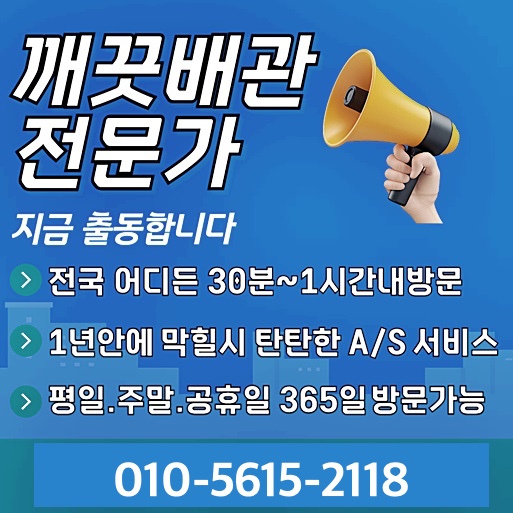 깨끗배관
전문가
지금 출동합니다
전국 어디든 30분~1시간내방문
1년안에 막힐시 탄탄한 A/S 서비스
평일.주말.공휴일 365일 방문가능
010-5615-2118